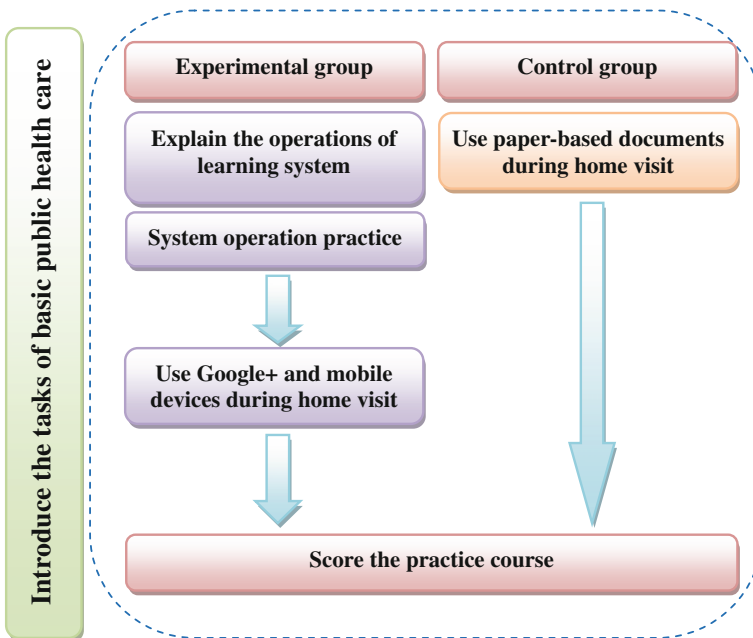 Introduce the tasks of basic public health care
Experimental group
Control group
Explain the operations of
learning system
Use paper-based documents
during home visit
System operation practice
Use Google+ and mobile
devices during home visit
Score the practice course